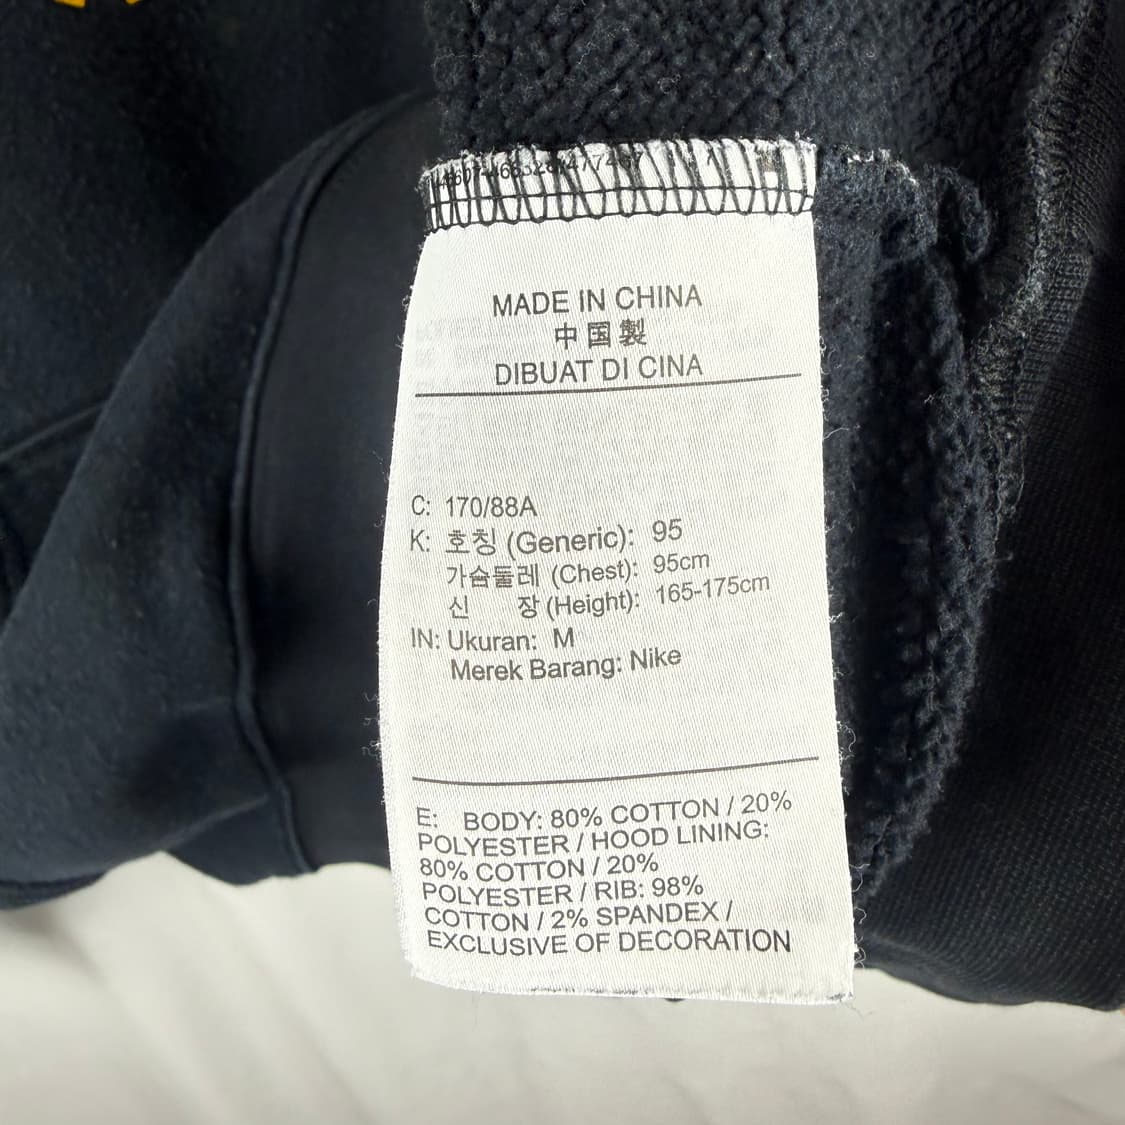 MADE IN CHINA
中国製
DIBUAT DI CINA
C: 170/88A
K: 호칭 (Generic): 95
가슴둘레 (Chest): 95cm
신 장 (Height): 165-175cm
IN: Ukuran: M
Merek Barang: Nike
E: BODY: 80% COTTON / 20%
POLYESTER / HOOD LINING:
80% COTTON / 20%
POLYESTER / RIB: 98%
COTTON / 2% SPANDEX /
EXCLUSIVE OF DECORATION